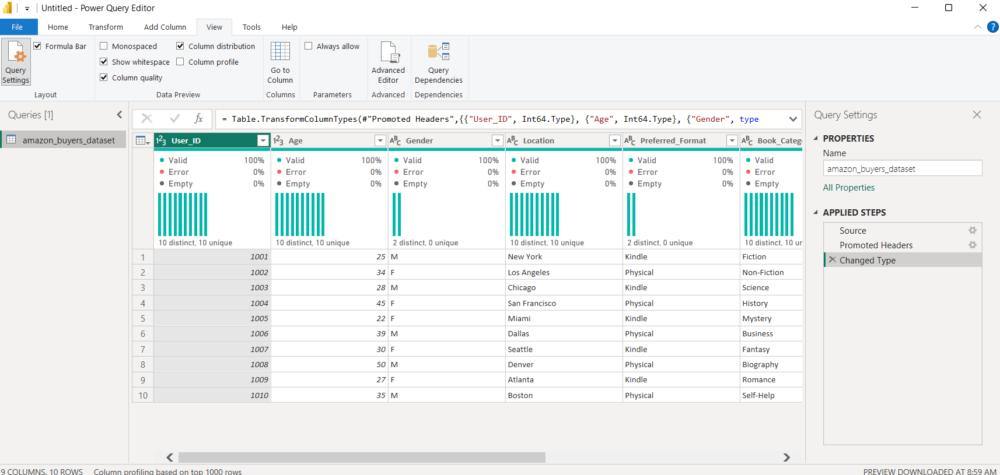 Untitled - Power Query Editor
File Home Transform Add Column View Tools Help
?
Query Settings
Formula Bar
Layout
Monospaced
Show whitespace
Column quality
Column distribution
Column profile
Data Preview
Go to Column
Columns
Always allow
Parameters
Advanced Editor
Advanced
Query Dependencies
Dependencies
Queries [1]
amazon_buyers_dataset
fx = Table.TransformColumnTypes(#"Promoted Headers",{{"User_ID", Int64.Type}, {"Age", Int64.Type}, {"Gender", type
123 User_ID 123 Age ABC Gender ABC Location ABC Preferred_Format ABC Book_Categ
Valid 100% Valid 100% Valid 100% Valid 100% Valid 100% Valid
Error 0% Error 0% Error 0% Error 0% Error 0% Error
Empty 0% Empty 0% Empty 0% Empty 0% Empty 0% Empty
10 distinct, 10 unique 10 distinct, 10 unique 2 distinct, 0 unique 10 distinct, 10 unique 2 distinct, 0 unique 10 distinct, 10 ur
1 1001 25 M New York Kindle Fiction
2 1002 34 F Los Angeles Physical Non-Fiction
3 1003 28 M Chicago Kindle Science
4 1004 45 F San Francisco Physical History
5 1005 22 F Miami Kindle Mystery
6 1006 39 M Dallas Physical Business
7 1007 30 F Seattle Kindle Fantasy
8 1008 50 M Denver Physical Biography
9 1009 27 F Atlanta Kindle Romance
10 1010 35 M Boston Physical Self-Help
Query Settings
PROPERTIES
Name
amazon_buyers_dataset
All Properties
APPLIED STEPS
Source
Promoted Headers
Changed Type
9 COLUMNS, 10 ROWS Column profiling based on top 1000 rows
PREVIEW DOWNLOADED AT 8:59 AM